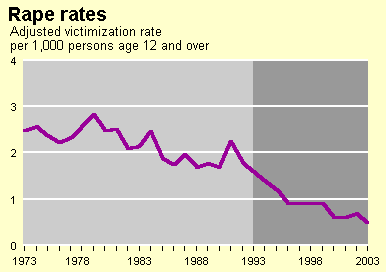 Rape rates
Adjusted victimization rate
per 1,000 persons age 12 and over
4
3
2
1
0
1973 1978 1983 1988 1993 1998 2003